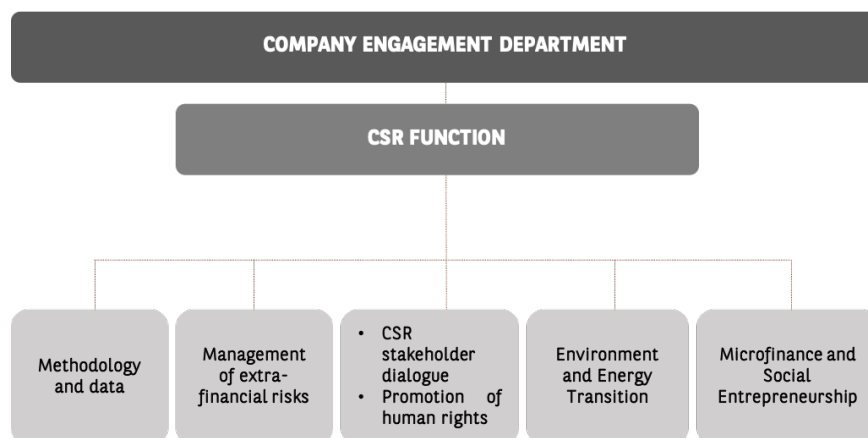 COMPANY ENGAGEMENT DEPARTMENT
CSR FUNCTION
Methodology
and data
Management
of extra-
financial risks
• CSR
stakeholder
dialogue
• Promotion of
human rights
Environment
and Energy
Transition
Microfinance and
Social
Entrepreneurship